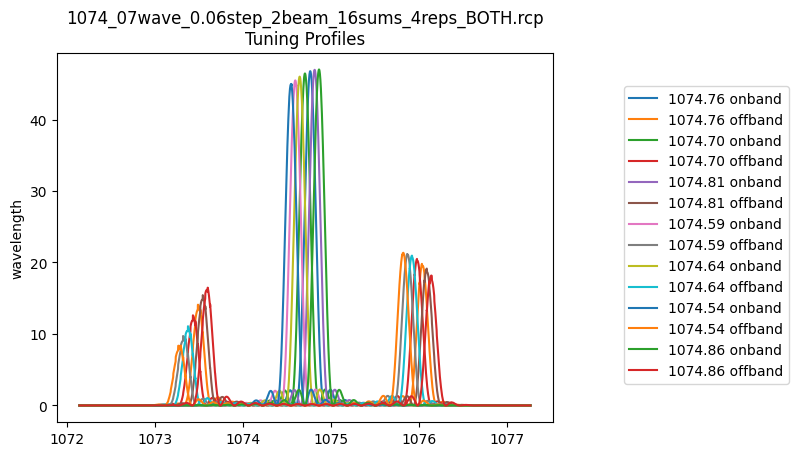 1074_07wave_0.06step_2beam_16sums_4reps_BOTH.rcp
Tuning Profiles
wavelength
40
30
20
10
0
1072
1073
1074
1075
1076
1077
1074.76 onband
1074.76 offband
1074.70 onband
1074.70 offband
1074.81 onband
1074.81 offband
1074.59 onband
1074.59 offband
1074.64 onband
1074.64 offband
1074.54 onband
1074.54 offband
1074.86 onband
1074.86 offband